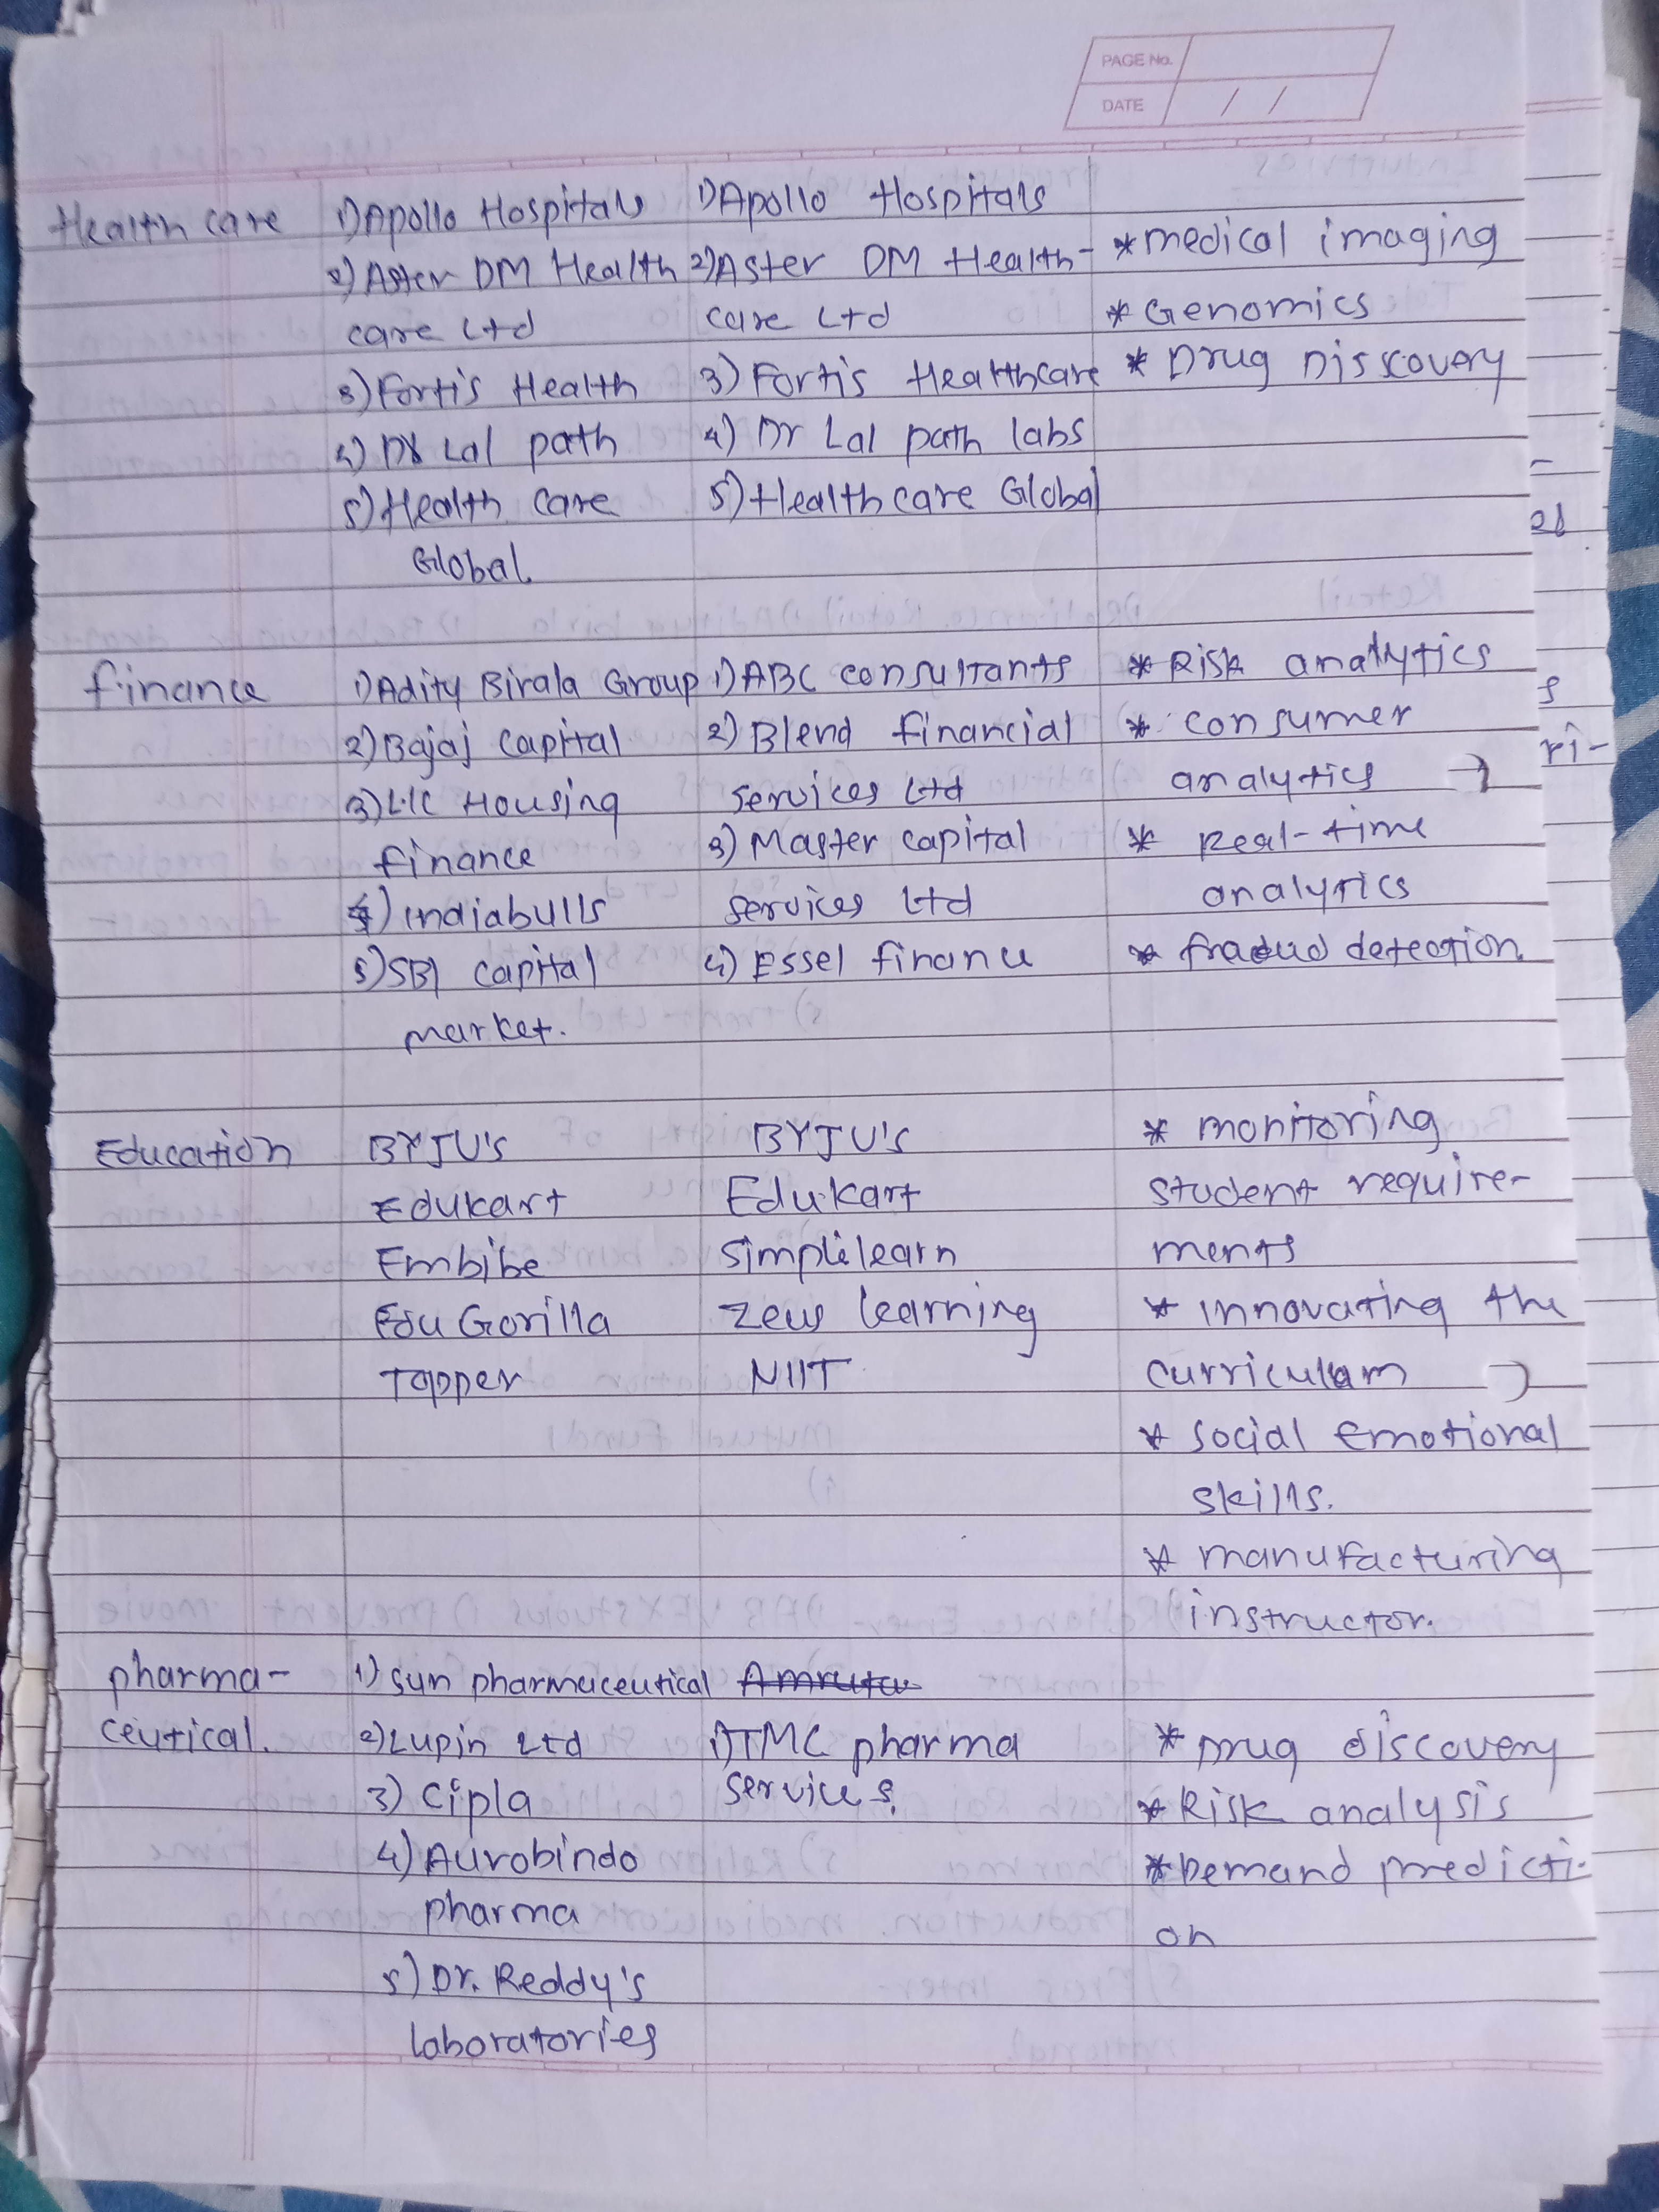 PAGE No.
DATE / /
Health care 1) Apollo Hospitals 1) Apollo Hospitals
2) Aster DM Health 2) Aster DM Health- * medical imaging
care Ltd care Ltd * Genomics
3) Fortis Health 3) Fortis Healthcare * Drug Discovery
4) Dr Lal path 4) Dr Lal path labs
5) Health care 5) Health care Global
Global.
finance 1) Adity Birala Group 1) ABC consultants * Risk analytics
2) Bajaj capital 2) Blend financial * consumer
3) LIC Housing services Ltd analytics
finance 3) Master capital * Real-time
4) indiabulls services Ltd analytics
5) SBI capital 4) Essel finance * detection
market.
Education BYJU's BYJU's * monitoring
Edukart Edukart student require-
Embibe simplilearn ments
Edu Gorilla Zeus learning * innovating the
Topper NIIT curriculam
* social Emotional
skills.
* manufacturing
instructor.
pharma- 1) Sun pharmaceutical Amruta
ceutical. 2) Lupin Ltd 1) TMC pharma * Drug discovery
3) Cipla services. * Risk analysis
4) Aurobindo * Demand predicti-
pharma on
5) Dr. Reddy's
laboratories